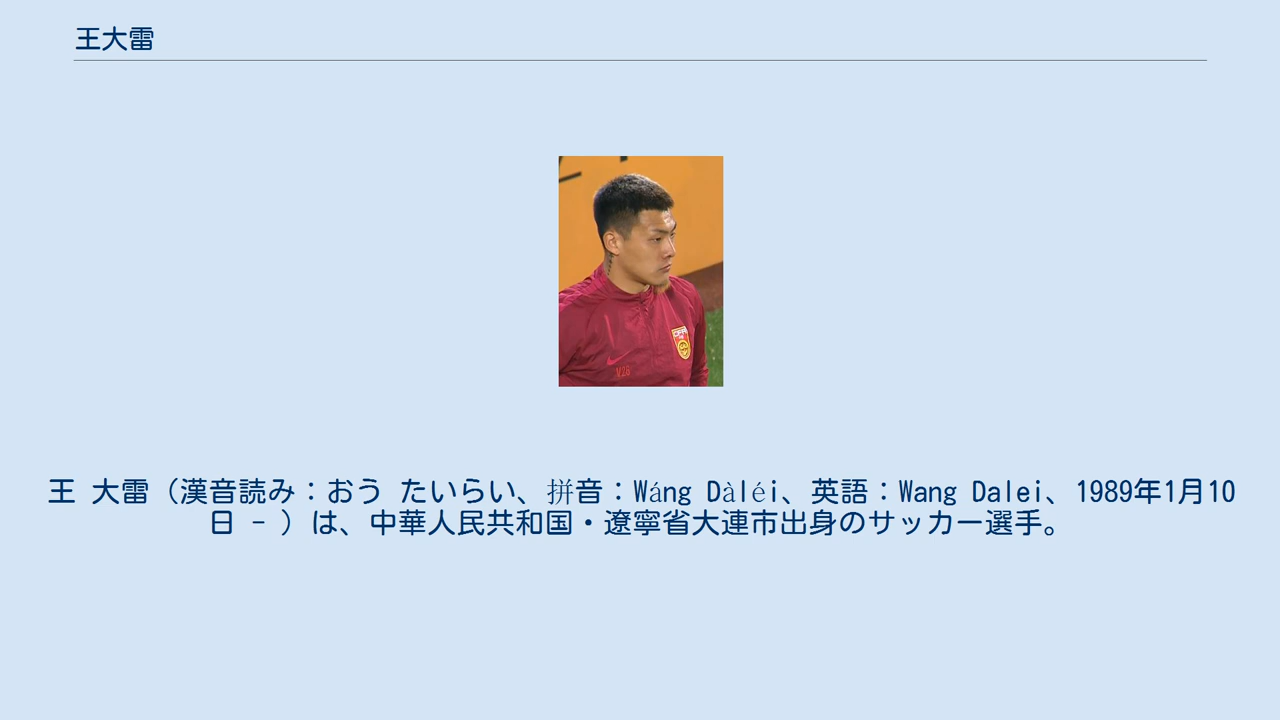 王大雷
V28
王 大雷（漢音読み：おう たいらい、拼音：Wáng Dàléi、英語：Wang Dalei、1989年1月10
日 - ）は、中華人民共和国・遼寧省大連市出身のサッカー選手。